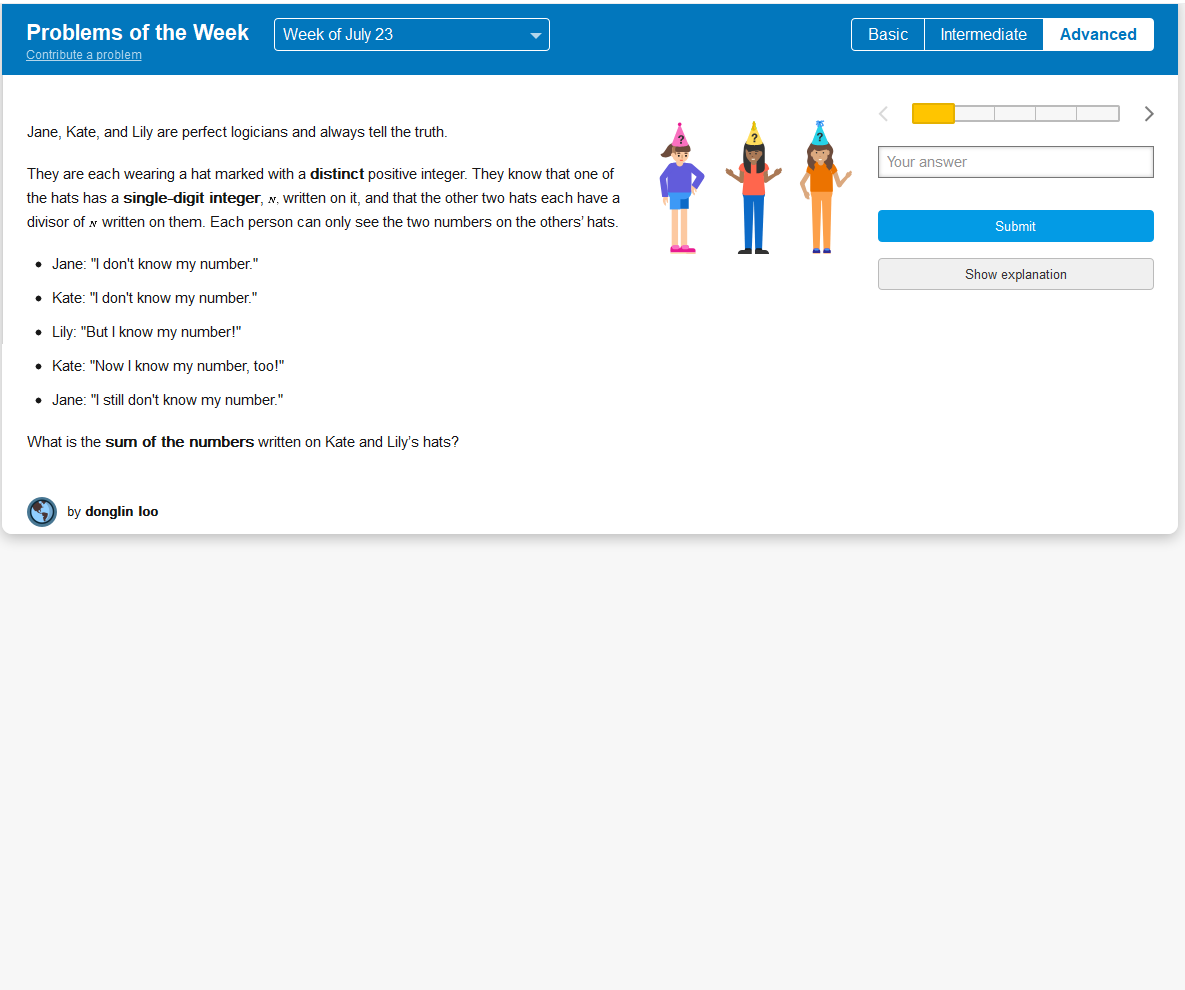 Problems of the Week
Contribute a problem
Week of July 23
Basic
Intermediate
Advanced
Jane, Kate, and Lily are perfect logicians and always tell the truth.
They are each wearing a hat marked with a distinct positive integer. They know that one of
the hats has a single-digit integer, N, written on it, and that the other two hats each have a
divisor of N written on them. Each person can only see the two numbers on the others' hats.
• Jane: "I don't know my number."
• Kate: "I don't know my number."
• Lily: "But I know my number!"
• Kate: "Now I know my number, too!"
• Jane: "I still don't know my number."
What is the sum of the numbers written on Kate and Lily's hats?
by donglin loo
? ? ?
Your answer
Submit
Show explanation